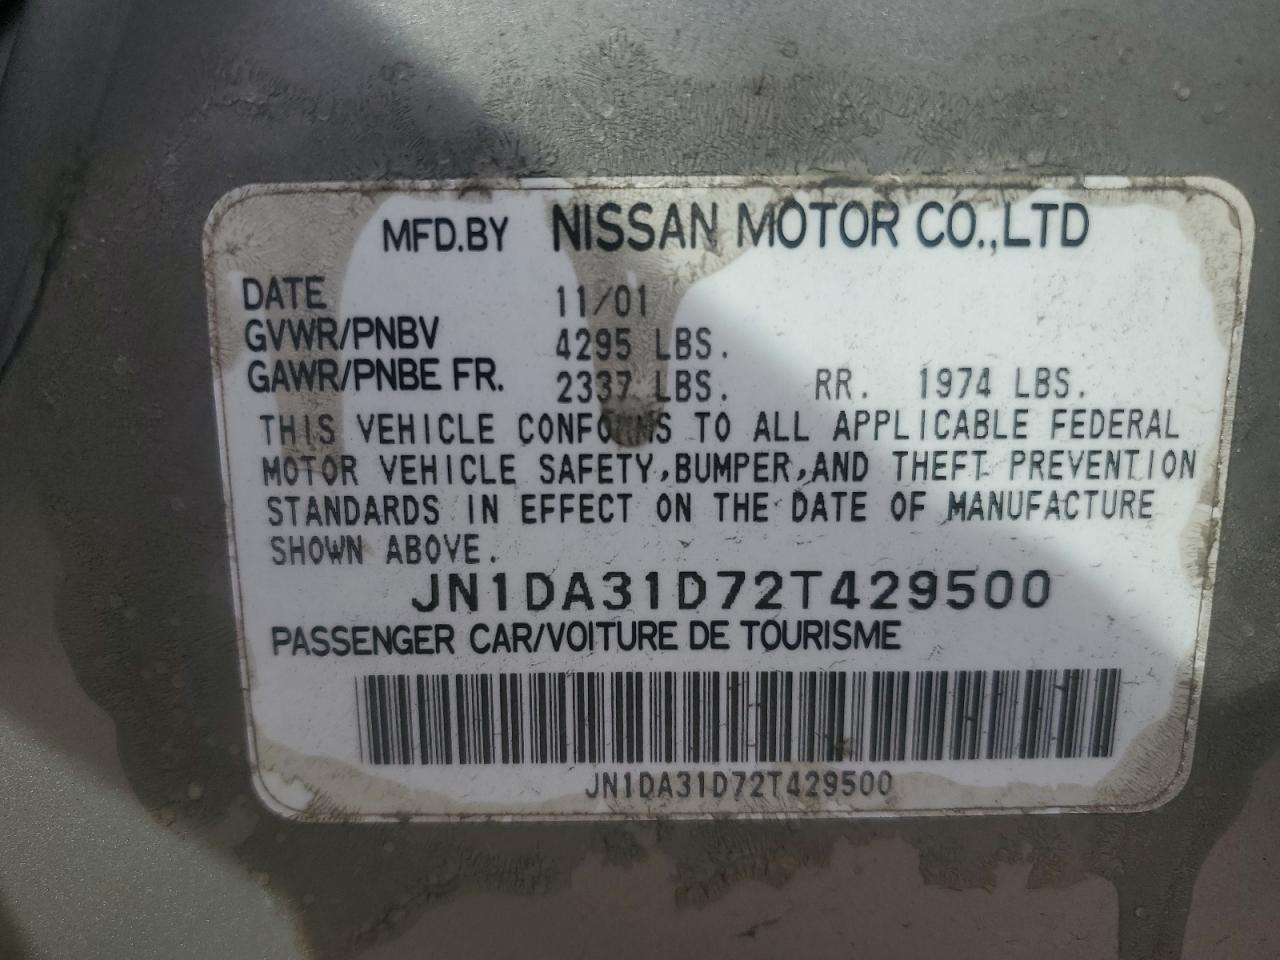 MFD.BY NISSAN MOTOR CO.,LTD
DATE 11/01
GVWR/PNBV 4295 LBS.
GAWR/PNBE FR. 2337 LBS. RR. 1974 LBS.
THIS VEHICLE CONFORMS TO ALL APPLICABLE FEDERAL
MOTOR VEHICLE SAFETY,BUMPER,AND THEFT PREVENTION
STANDARDS IN EFFECT ON THE DATE OF MANUFACTURE
SHOWN ABOVE.
JN1DA31D72T429500
PASSENGER CAR/VOITURE DE TOURISME
JN1DA31D72T429500